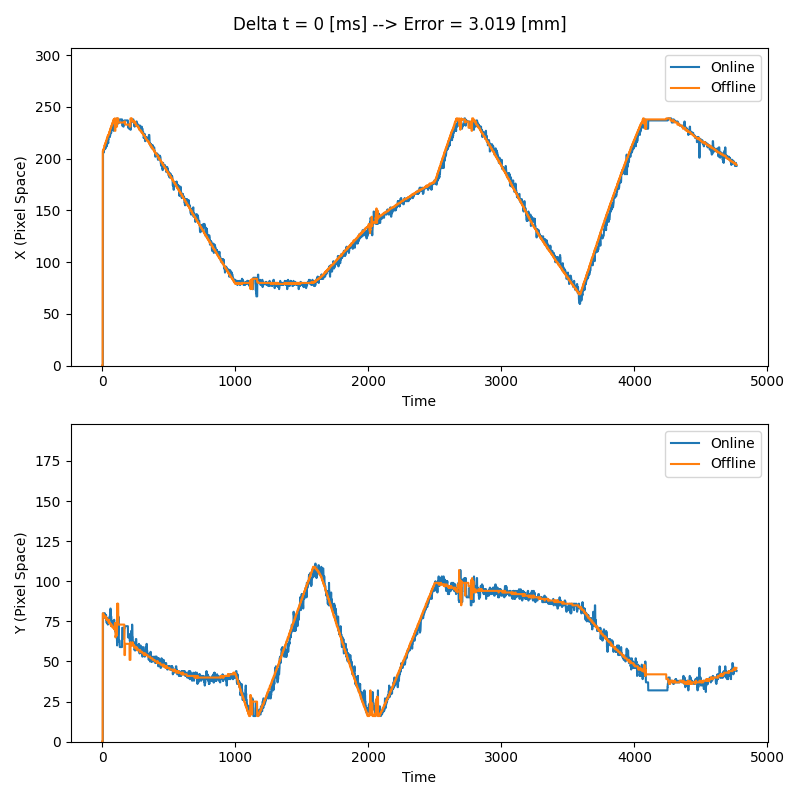 Delta t = 0 [ms] --> Error = 3.019 [mm]
300
250
200
150
100
50
0
X (Pixel Space)
Online
Offline
0 1000 2000 3000 4000 5000
Time
175
150
125
100
75
50
25
0
Y (Pixel Space)
Online
Offline
0 1000 2000 3000 4000 5000
Time